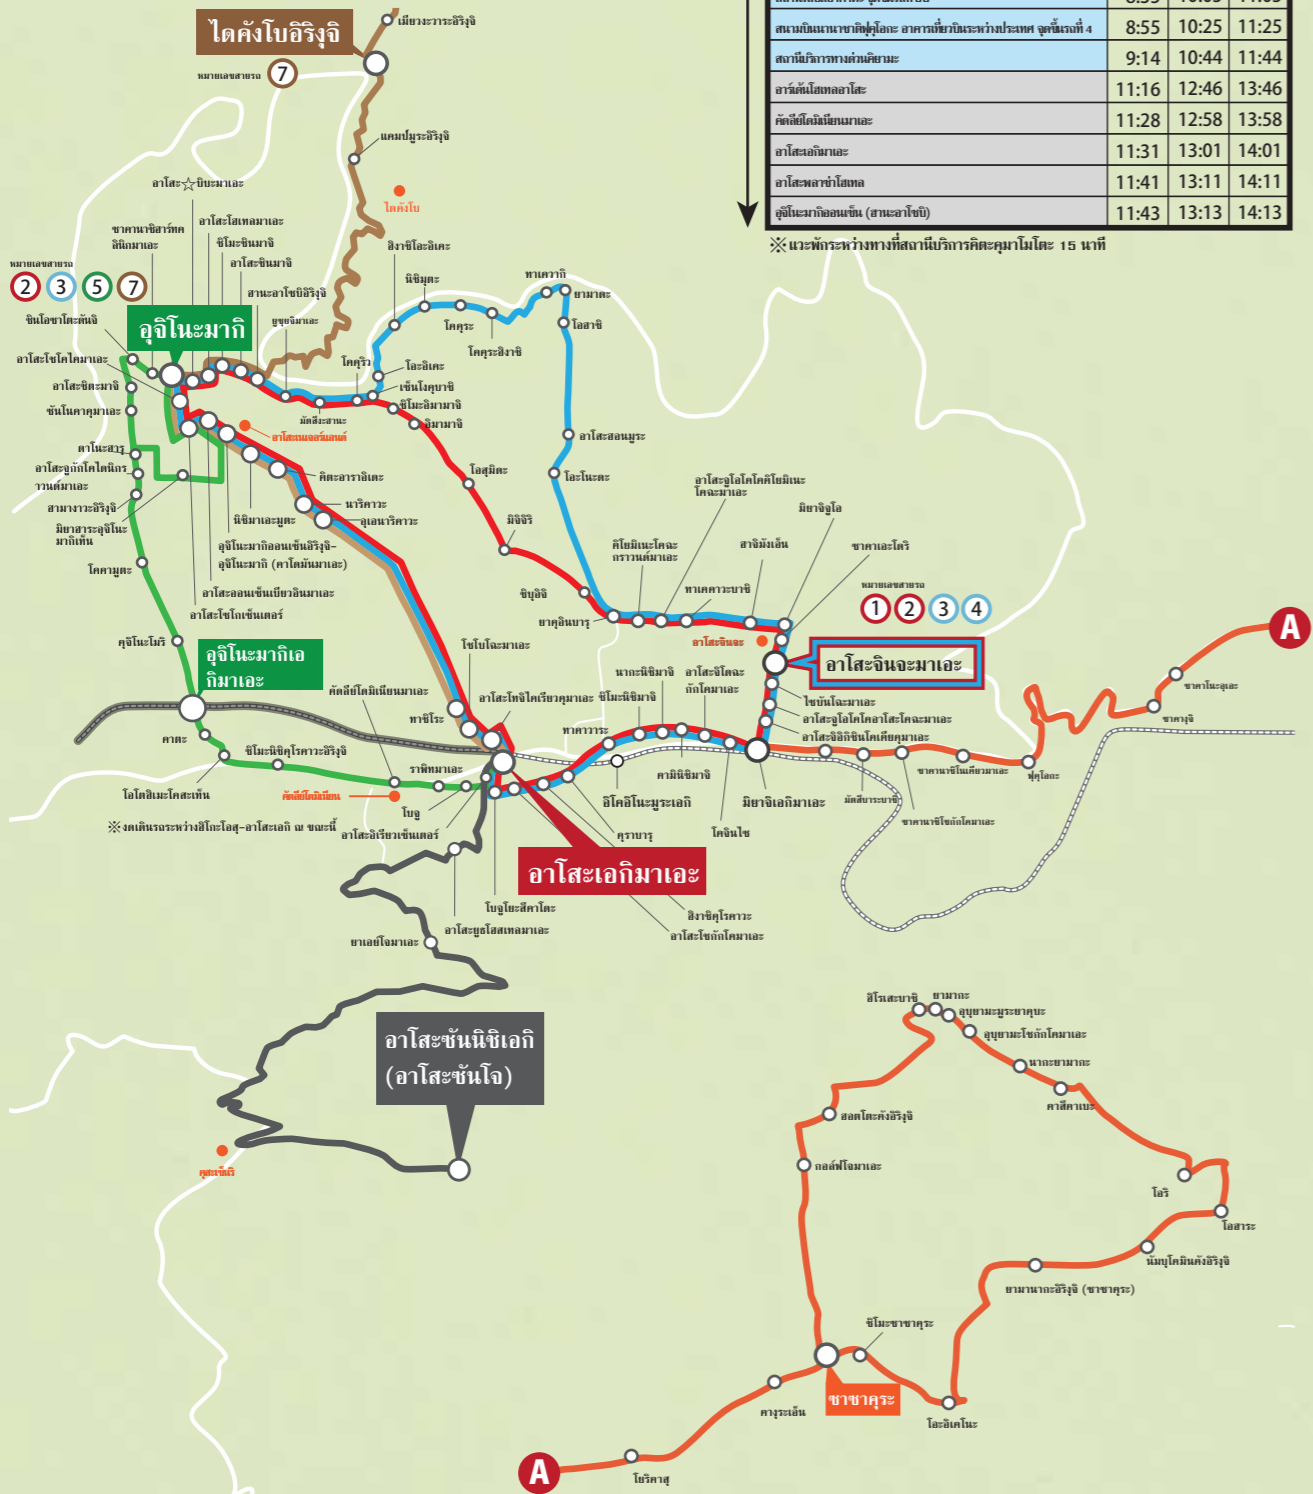 สนามบินนานาชาติฟุคุโอกะ อาคารเที่ยวบินระหว่างประเทศ จุดขึ้นรถที่ 4 8:55 10:25 11:25
สถานีบริการทางด่วนคิยามะ 9:14 10:44 11:44
อาร์เด้นโฮเทลอาโสะ 11:16 12:46 13:46
คัดลีย์โดมิเนียนมาเอะ 11:28 12:58 13:58
อาโสะเอกิมาเอะ 11:31 13:01 14:01
อาโสะพลาซ่าโฮเทล 11:41 13:11 14:11
อุจิโนะมากิออนเซ็น (ฮานะอาโซบิ) 11:43 13:13 14:13
※ แวะพักระหว่างทางที่สถานีบริการคิตะคุมาโมโตะ 15 นาที
ไดคังโบอิริงุจิ
หมายเลขสายรถ
7
เมียวงะวาระอิริงุจิ
แคมป์มูระอิริงุจิ
ไดคังโบ
อาโสะ☆บิบะมาเอะ
ซาคานาชิฮาร์ทค
ลินิกมาเอะ
อาโสะโฮเทลมาเอะ
ชิโมะชินมาจิ
อาโสะชินมาจิ
ฮานะอาโซบิอิริงุจิ
ยูซุยจิมาเอะ
หมายเลขสายรถ
2 3 5 7
อุจิโนะมากิ
ชินโอซาโตะดันจิ
อาโสะโชโคไคมาเอะ
อาโสะชิตะมาจิ
ซันโนคาคุมาเอะ
ดาโนะฮารุ
อาโสะจูกักโคไดนิกร
าวนด์มาเอะ
ฮามางาวะอิริงุจิ
มิยาฮาระอุจิโนะ
มากิเท็น
โคคามูตะ
คุจิโนะโมริ
อุจิโนะมากิเอ
กิมาเอะ
คาตะ
โอโตฮิเมะโคสะเท็น
ชิโมะนิชิคุโรคาวะอิริงุจิ
※งดเดินรถระหว่างฮิโกะโอสุ-อาโสะเอกิ ณ ขณะนี้
คัดลีย์โดมิเนียนมาเอะ
คัดลีย์โดมิเนียน
ราพิทมาเอะ
โบจู
อาโสะอิเรียวเซ็นเตอร์
ฮิงาชิโอะอิเคะ
นิชิมุตะ
โคคุระ
โคคุระฮิงาชิ
ทาเควากิ
ยามาดะ
โอฮาชิ
โคคุริว
โอะอิเคะ
เซ็นโงคุบาชิ
ชิโมะอิมามาจิ
อิมามาจิ
มัตสึงะฮานะ
อาโสะเนเจอร์แลนด์
คิตะอาราอิเดะ
นาริคาวะ
อุเอนาริคาวะ
นิชิมาเอะมูตะ
อุจิโนะมากิออนเซ็นอิริงุจิ-
อุจิโนะมากิ (คาโดมันมาเอะ)
อาโสะออนเซ็นเบียวอินมาเอะ
อาโสะโชโกเซ็นเตอร์
โอสุมิตะ
มิจิจิริ
ชิบุอิจิ
อาโสะฮอนมูระ
โอะโนะตะ
ยาคุอินบารุ
คิโยมิเนะโคฉะ
กราวนด์มาเอะ
อาโสะจูโอโคโคคิโยมิเนะ
โคฉะมาเอะ
ทาเคคาวะบาชิ
ฮาจิมังเอ็น
มิยาจิจูโอ
ซาคาเอะโดริ
หมายเลขสายรถ
1 2 3 4
อาโสะจินจะ
อาโสะจินจะมาเอะ
ไซบันโฉะมาเอะ
อาโสะจูโอโคโคอาโสะโคฉะมาเอะ
อาโสะจิอิกิชินโคเคียคุมาเอะ
โชโบโฉะมาเอะ
ทาชิโระ
อาโสะโทจิไคเรียวคุมาเอะ
ทาคาวาระ
ชิโมะนิชิมาจิ
นากะนิชิมาจิ
คามินิชิมาจิ
อาโสะจิโตฉะ
กักโคมาเอะ
อิโคอิโนะมูระเอกิ
โคจินไซ
มิยาจิเอกิมาเอะ
มัตสึบาระบาชิ
ซาคานาชิโนเคียวมาเอะ
ซาคานาชิโชกักโคมาเอะ
ฟุคุโอกะ
ซาคางุจิ
ซาคาโนะอุเอะ
A
อาโสะเอกิมาเอะ
คุราบารุ
ฮิงาชิคุโรคาวะ
อาโสะโชกักโคมาเอะ
โบจูโยะสึคาโดะ
อาโสะยูธโฮสเทลมาเอะ
ยาเอย์โจมาเอะ
อาโสะซันนิชิเอกิ
(อาโสะซันโจ)
คุสะเซ็นริ
ฮิโรเสะบาชิ
ยามากะ
อุบุยามะมูระยาคุบะ
อุบุยามะโชกักโคมาเอะ
นากะยามากะ
คาสึคาเบะ
ฮอตโตะคังอิริงุจิ
กอล์ฟโจมาเอะ
โอริ
โอฮาระ
นัมบุโคมินคังอิริงุจิ
ยามานากะอิริงุจิ (ซาซาคุระ)
ชิโมะซาซาคุระ
ซาซาคุระ
คางุระเอ็น
โอะอิเคโนะ
A
โยริคาสุ